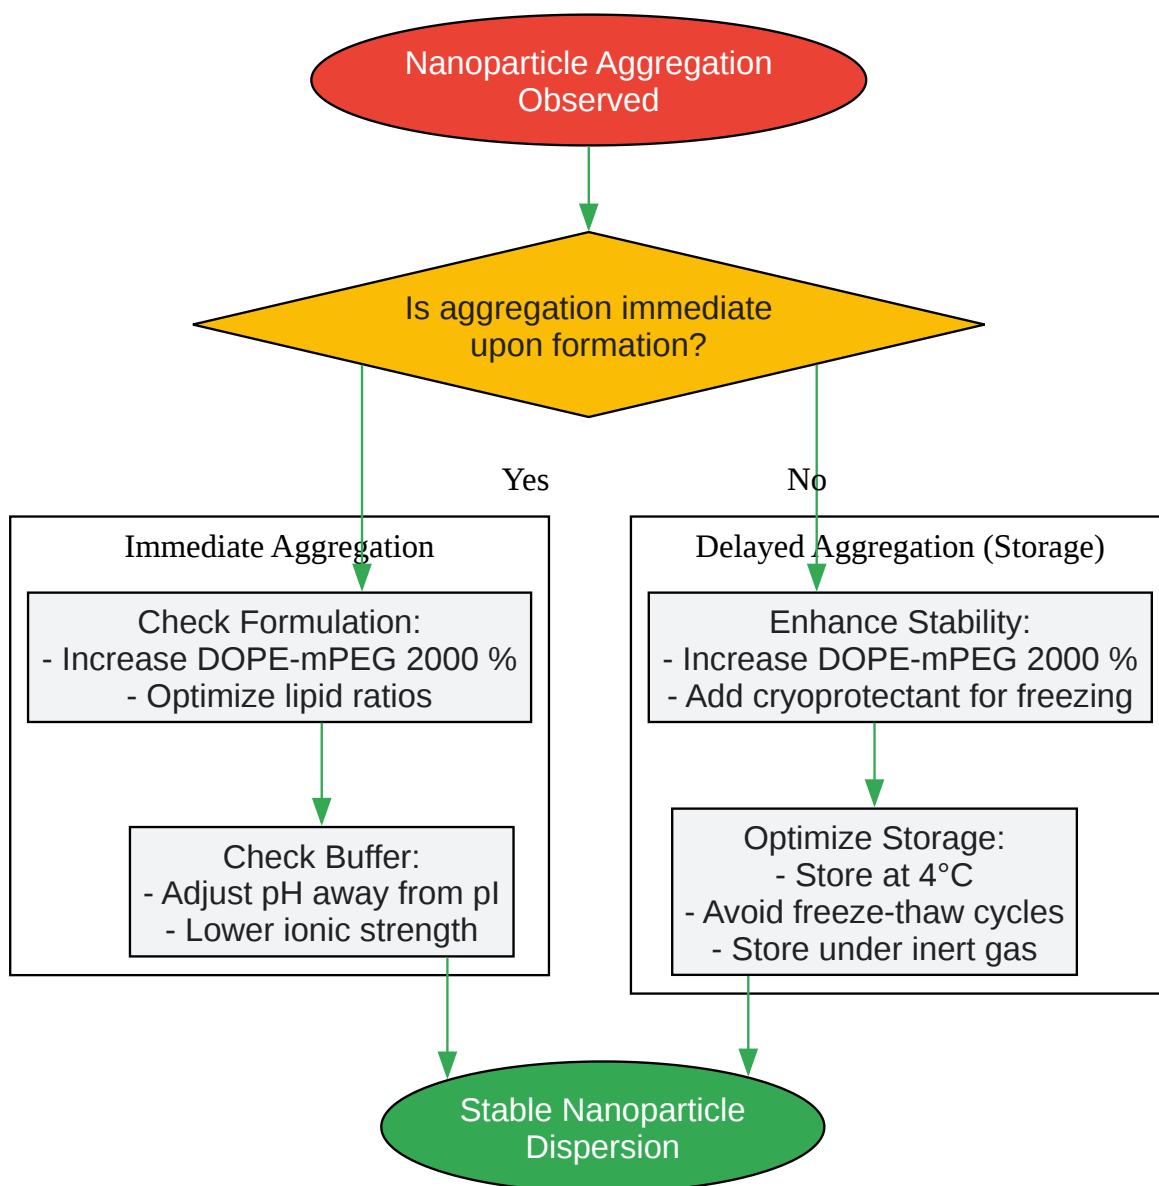 Nanoparticle Aggregation
Observed
Is aggregation immediate
upon formation?
Yes
No
Immediate Aggregation
Check Formulation:
- Increase DOPE-mPEG 2000 %
- Optimize lipid ratios
Check Buffer:
- Adjust pH away from pI
- Lower ionic strength
Delayed Aggregation (Storage)
Enhance Stability:
- Increase DOPE-mPEG 2000 %
- Add cryoprotectant for freezing
Optimize Storage:
- Store at 4°C
- Avoid freeze-thaw cycles
- Store under inert gas
Stable Nanoparticle
Dispersion